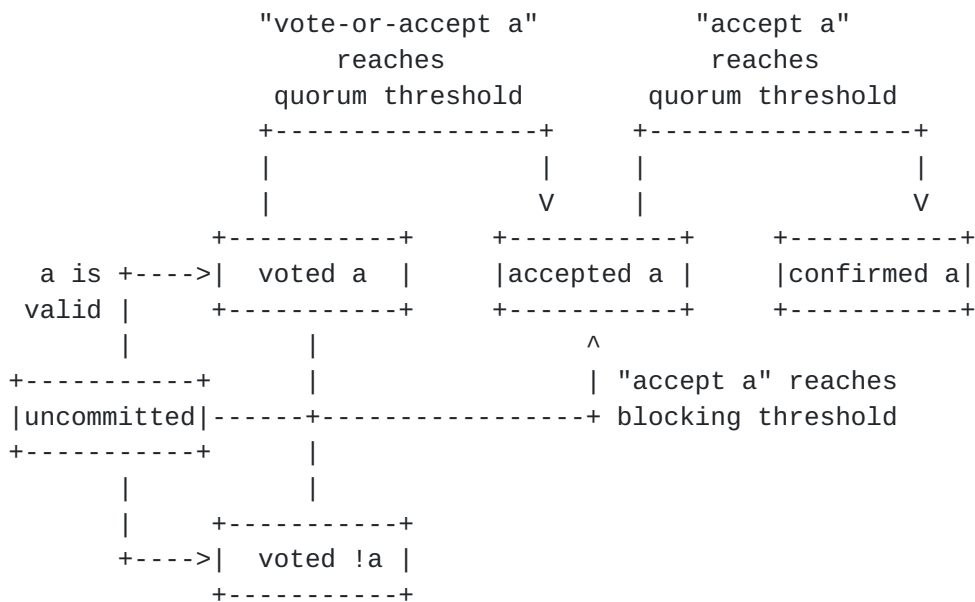 "vote-or-accept a" "accept a"
reaches reaches
quorum threshold quorum threshold
a is voted a accepted a confirmed a
valid
"accept a" reaches
uncommitted blocking threshold
voted !a